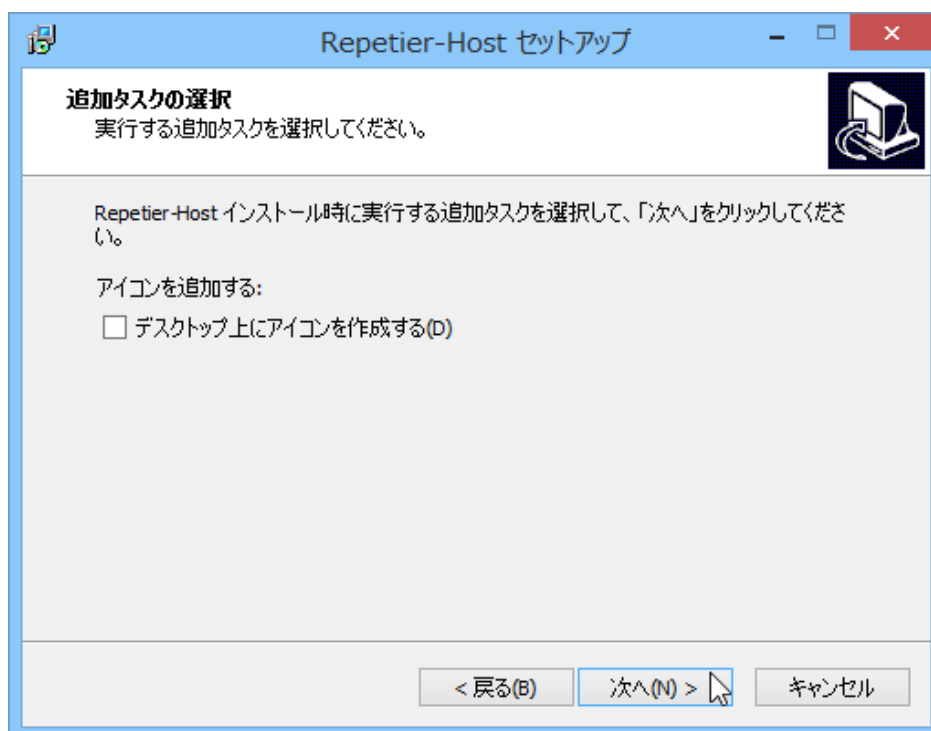 Repetier-Host セットアップ
追加タスクの選択
実行する追加タスクを選択してください。
Repetier-Host インストール時に実行する追加タスクを選択して、「次へ」をクリックしてくださ
い。
アイコンを追加する:
デスクトップ上にアイコンを作成する(D)
< 戻る(B)
次へ(N) >
キャンセル